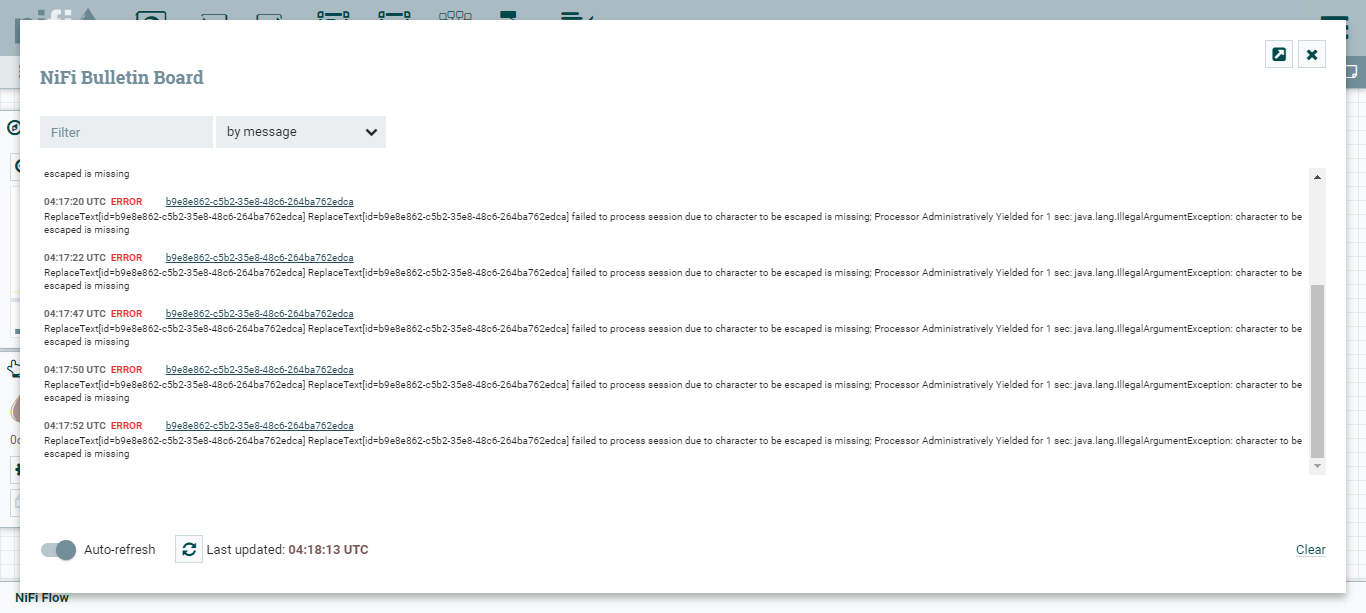 nifi
NiFi Bulletin Board
Filter
by message
escaped is missing
04:17:20 UTC ERROR b9e8e862-c5b2-35e8-48c6-264ba762edca
ReplaceText[id=b9e8e862-c5b2-35e8-48c6-264ba762edca] ReplaceText[id=b9e8e862-c5b2-35e8-48c6-264ba762edca] failed to process session due to character to be escaped is missing; Processor Administratively Yielded for 1 sec: java.lang.IllegalArgumentException: character to be
escaped is missing
04:17:22 UTC ERROR b9e8e862-c5b2-35e8-48c6-264ba762edca
ReplaceText[id=b9e8e862-c5b2-35e8-48c6-264ba762edca] ReplaceText[id=b9e8e862-c5b2-35e8-48c6-264ba762edca] failed to process session due to character to be escaped is missing; Processor Administratively Yielded for 1 sec: java.lang.IllegalArgumentException: character to be
escaped is missing
04:17:47 UTC ERROR b9e8e862-c5b2-35e8-48c6-264ba762edca
ReplaceText[id=b9e8e862-c5b2-35e8-48c6-264ba762edca] ReplaceText[id=b9e8e862-c5b2-35e8-48c6-264ba762edca] failed to process session due to character to be escaped is missing; Processor Administratively Yielded for 1 sec: java.lang.IllegalArgumentException: character to be
escaped is missing
04:17:50 UTC ERROR b9e8e862-c5b2-35e8-48c6-264ba762edca
ReplaceText[id=b9e8e862-c5b2-35e8-48c6-264ba762edca] ReplaceText[id=b9e8e862-c5b2-35e8-48c6-264ba762edca] failed to process session due to character to be escaped is missing; Processor Administratively Yielded for 1 sec: java.lang.IllegalArgumentException: character to be
escaped is missing
04:17:52 UTC ERROR b9e8e862-c5b2-35e8-48c6-264ba762edca
ReplaceText[id=b9e8e862-c5b2-35e8-48c6-264ba762edca] ReplaceText[id=b9e8e862-c5b2-35e8-48c6-264ba762edca] failed to process session due to character to be escaped is missing; Processor Administratively Yielded for 1 sec: java.lang.IllegalArgumentException: character to be
escaped is missing
Auto-refresh
Last updated: 04:18:13 UTC
Clear
NiFi Flow